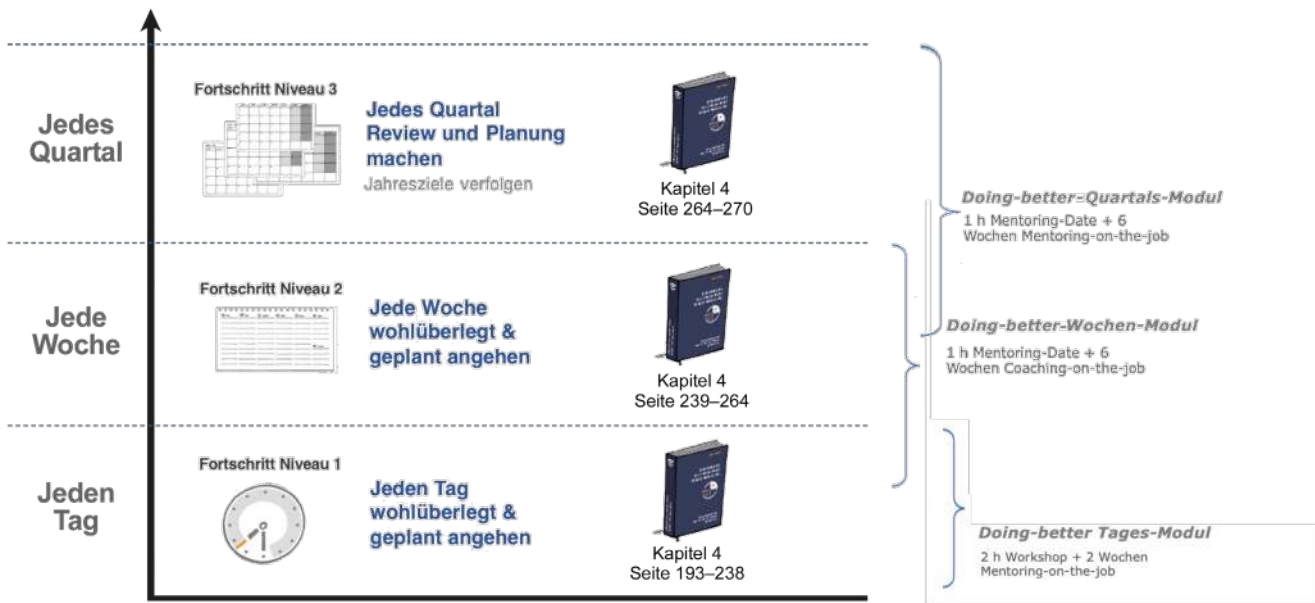 Jedes
Quartal
Fortschritt Niveau 3
Jedes Quartal
Review und Planung
machen
Jahresziele verfolgen
Kapitel 4
Seite 264–270
Doing-better-Quartals-Modul
1 h Mentoring-Date + 6
Wochen Mentoring-on-the-job
Jede
Woche
Fortschritt Niveau 2
Jede Woche
wohlüberlegt &
geplant angehen
Kapitel 4
Seite 239–264
Doing-better-Wochen-Modul
1 h Mentoring-Date + 6
Wochen Coaching-on-the-job
Jeden
Tag
Fortschritt Niveau 1
Jeden Tag
wohlüberlegt &
geplant angehen
Kapitel 4
Seite 193–238
Doing-better Tages-Modul
2 h Workshop + 2 Wochen
Mentoring-on-the-job